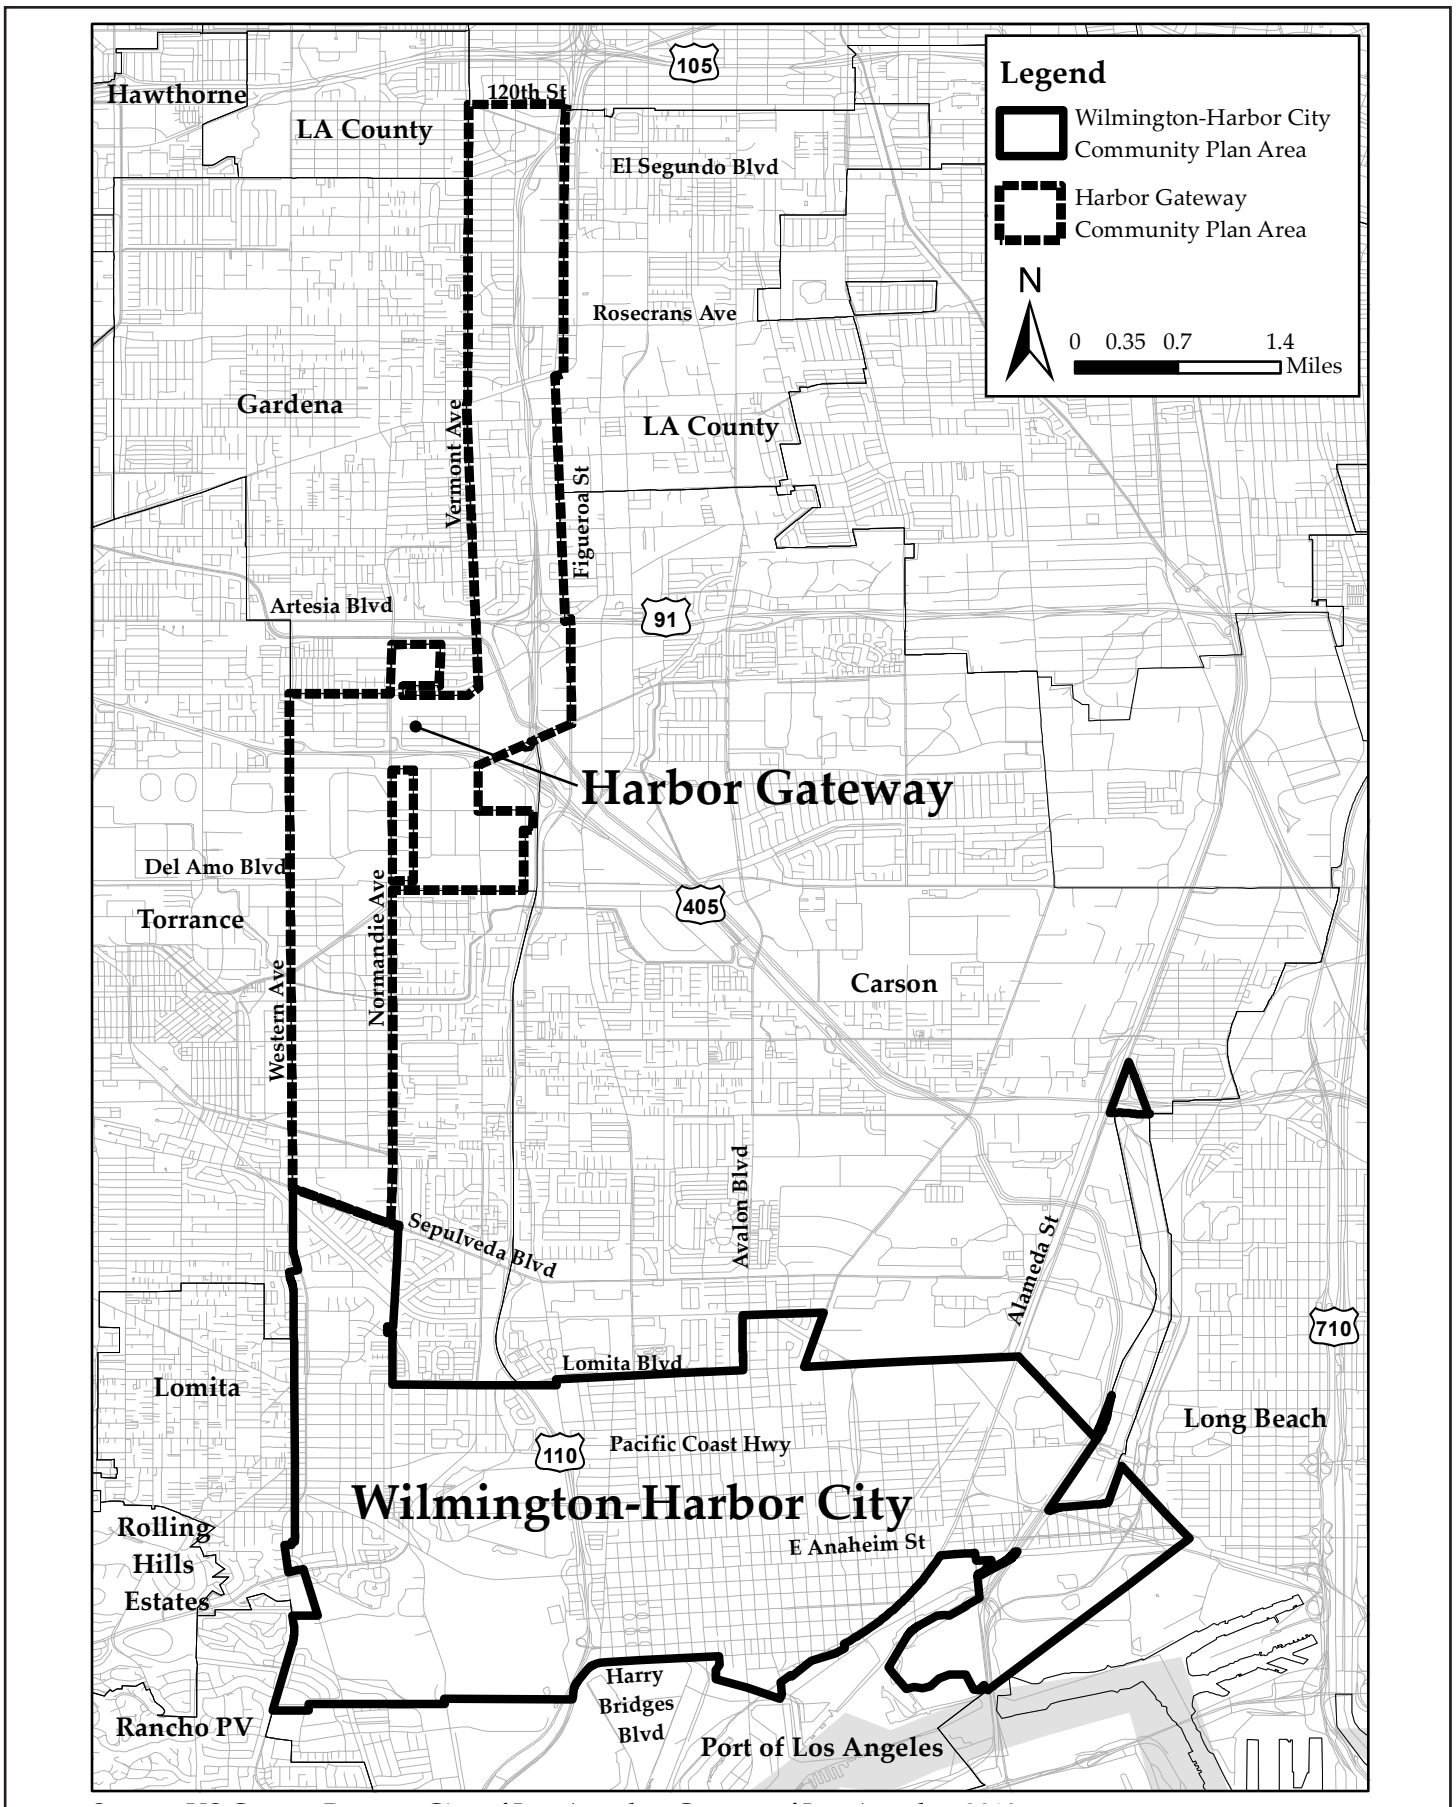 105
Legend
Wilmington-Harbor City
Community Plan Area
Harbor Gateway
Community Plan Area
N
0 0.35 0.7 1.4
Miles
Hawthorne
120th St
LA County
El Segundo Blvd
Rosecrans Ave
Gardena
Vermont Ave
LA County
Figueroa St
Artesia Blvd
91
Harbor Gateway
Del Amo Blvd
Torrance
Normandie Ave
405
Western Ave
Carson
Avalon Blvd
Sepulveda Blvd
Alameda St
710
Lomita Blvd
Lomita
Long Beach
110
Pacific Coast Hwy
Wilmington-Harbor City
Rolling
Hills
Estates
E Anaheim St
Harry
Bridges
Blvd
Rancho PV
Port of Los Angeles